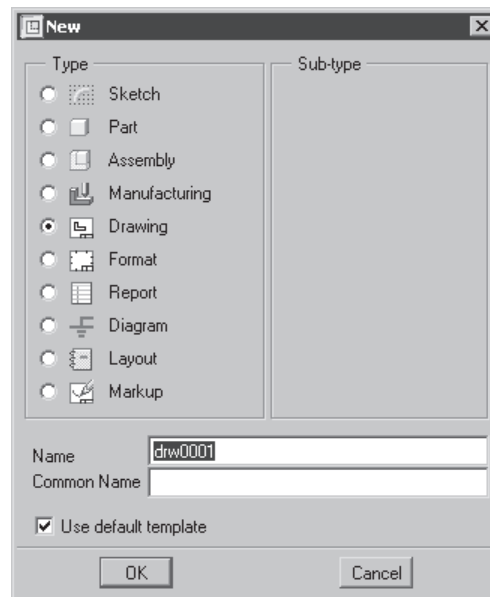 New
Type
Sub-type
Sketch
Part
Assembly
Manufacturing
Drawing
Format
Report
Diagram
Layout
Markup
Name drw0001
Common Name
Use default template
OK Cancel